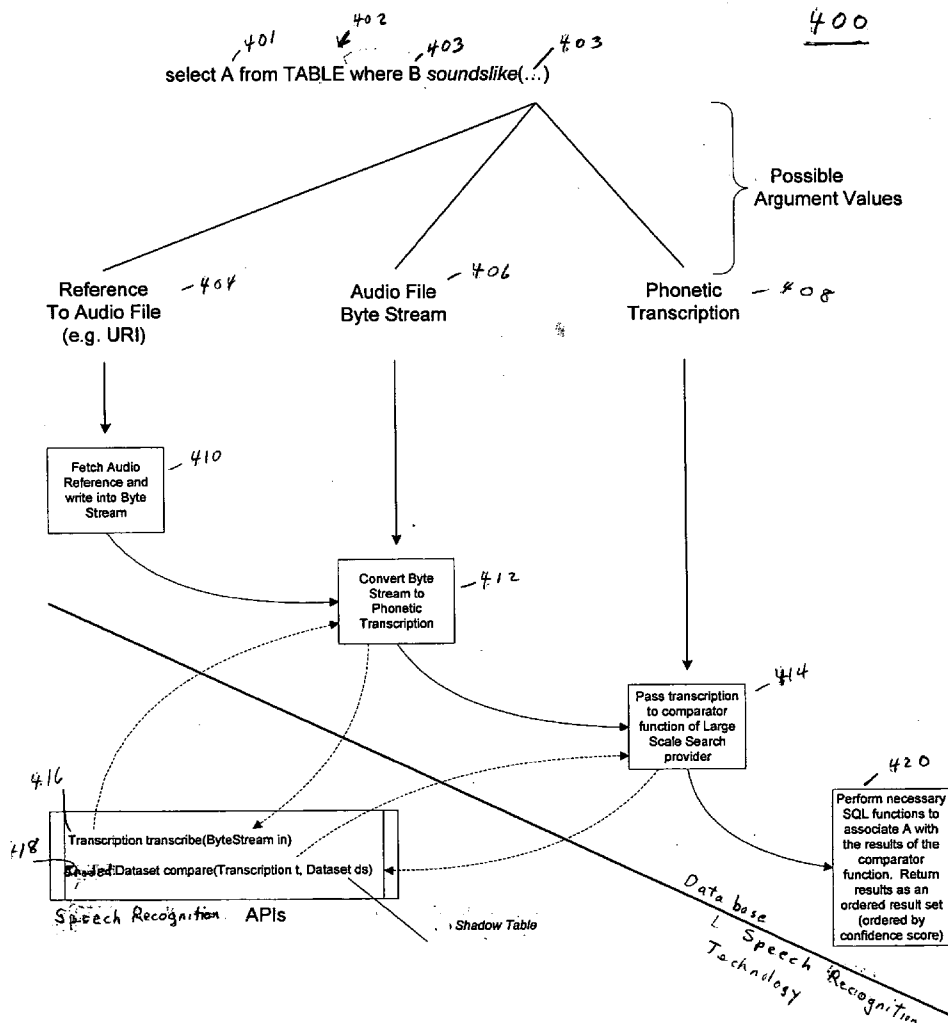 400
401
402
403
403
select A from TABLE where B soundslike(...)
Possible
Argument Values
Reference
To Audio File
(e.g. URI)
404
Audio File
Byte Stream
406
Phonetic
Transcription
408
Fetch Audio
Reference and
write into Byte
Stream
410
Convert Byte
Stream to
Phonetic
Transcription
412
Pass transcription
to comparator
function of Large
Scale Search
provider
414
416
Transcription transcribe(ByteStream in)
418
Dataset compare(Transcription t, Dataset ds)
Speech Recognition APIs
Shadow Table
420
Perform necessary
SQL functions to
associate A with
the results of the
comparator
function. Return
results as an
ordered result set
(ordered by
confidence score)
Data base
Speech Recognition
Technology